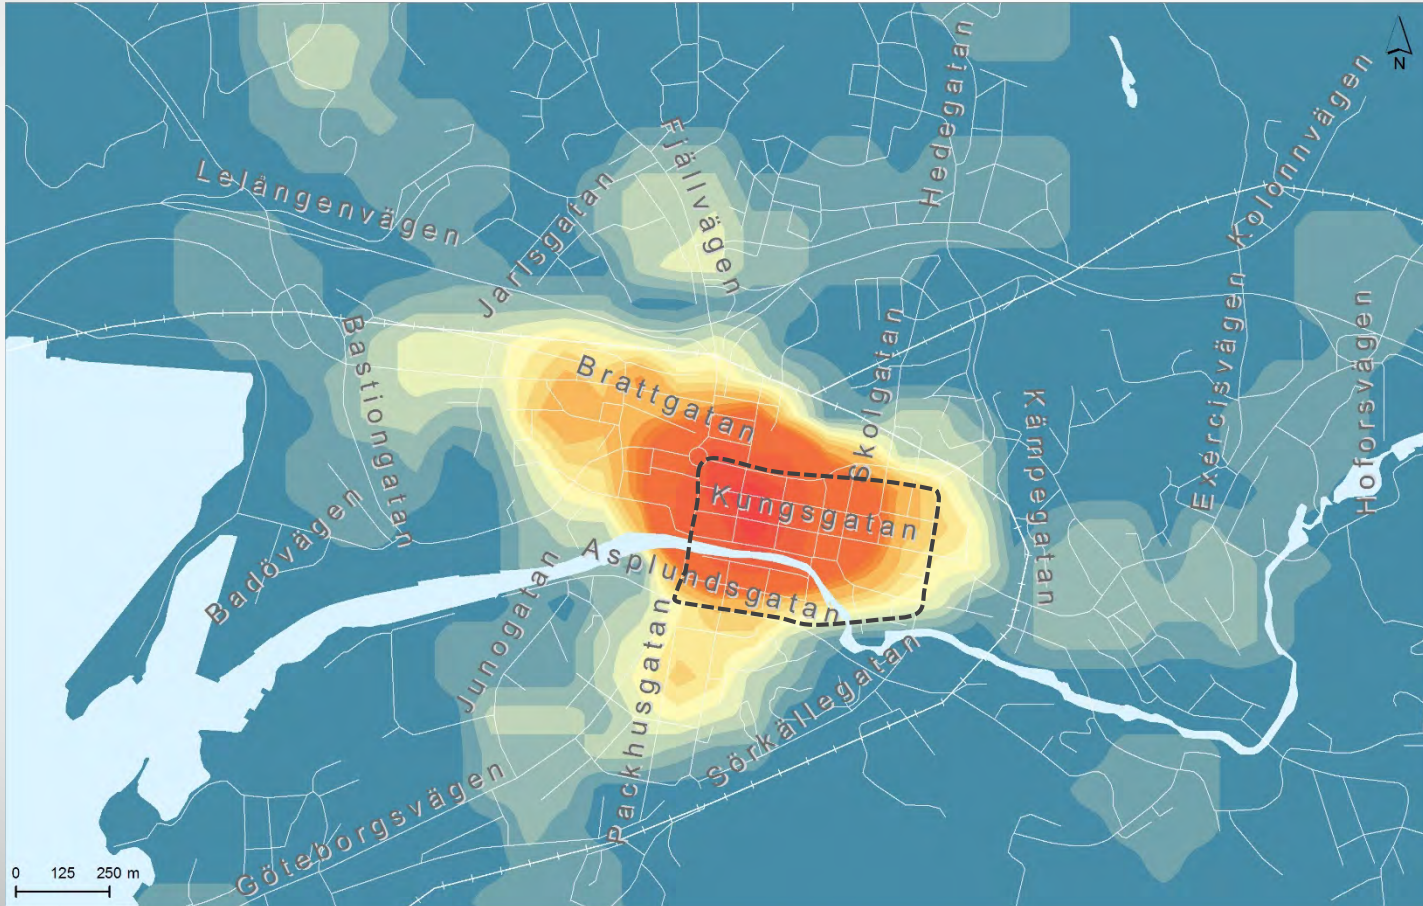 Hedegatan
N
Kolonnvägen
Fjällvägen
Lelångenvägen
Jarlsgatan
Exercisvägen
Hoforsvägen
Bastiongatan
Skolgatan
Brattgatan
Kämpegatan
Kungsgatan
Badövägen
Asplundsgatan
Junogatan
Packhusgatan
Sörkällegatan
Göteborgsvägen
0 125 250 m